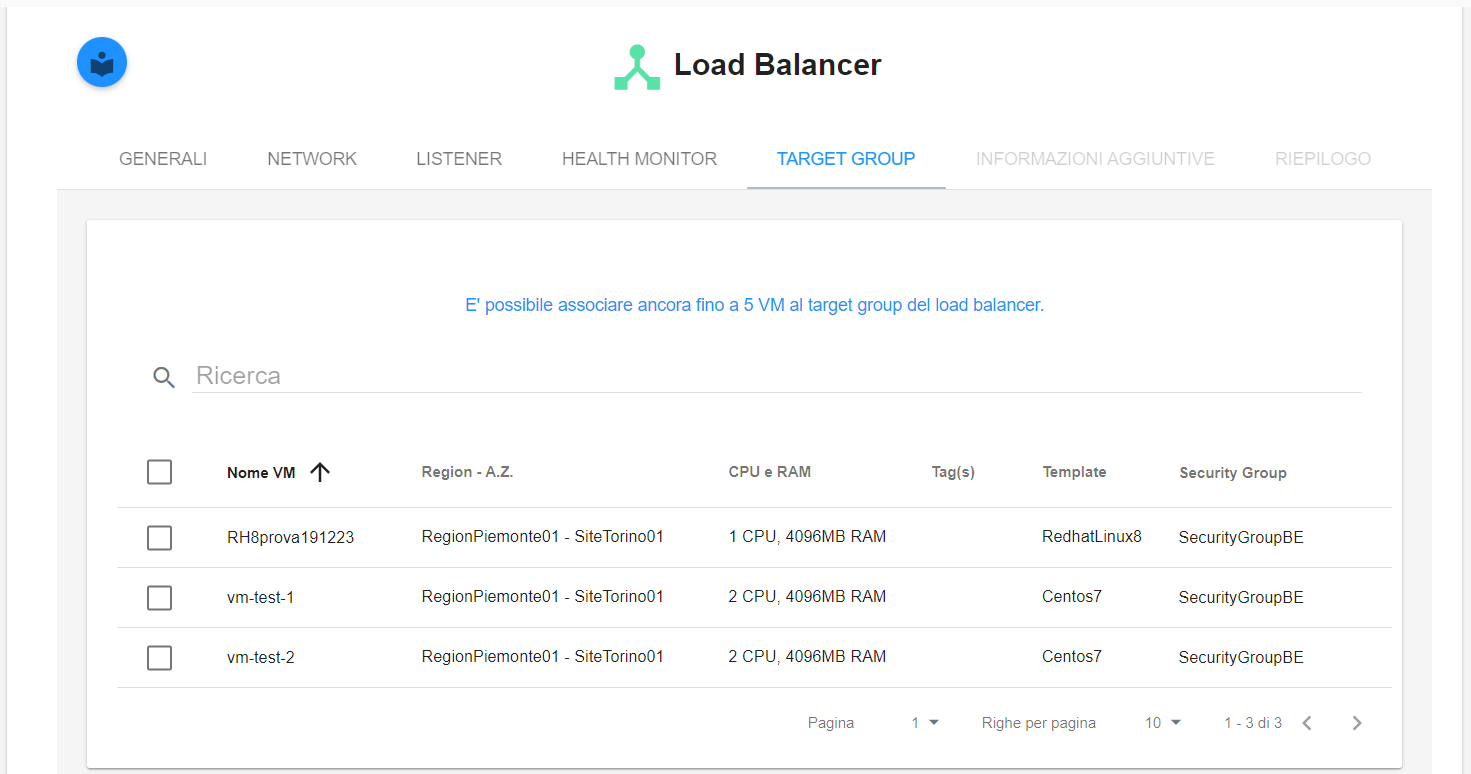 Load Balancer
GENERALI NETWORK LISTENER HEALTH MONITOR TARGET GROUP INFORMAZIONI AGGIUNTIVE RIEPILOGO
E' possibile associare ancora fino a 5 VM al target group del load balancer.
Ricerca
Nome VM Region - A.Z. CPU e RAM Tag(s) Template Security Group
RH8prova191223 RegionPiemonte01 - SiteTorino01 1 CPU, 4096MB RAM RedhatLinux8 SecurityGroupBE
vm-test-1 RegionPiemonte01 - SiteTorino01 2 CPU, 4096MB RAM Centos7 SecurityGroupBE
vm-test-2 RegionPiemonte01 - SiteTorino01 2 CPU, 4096MB RAM Centos7 SecurityGroupBE
Pagina 1 Righe per pagina 10 1 - 3 di 3